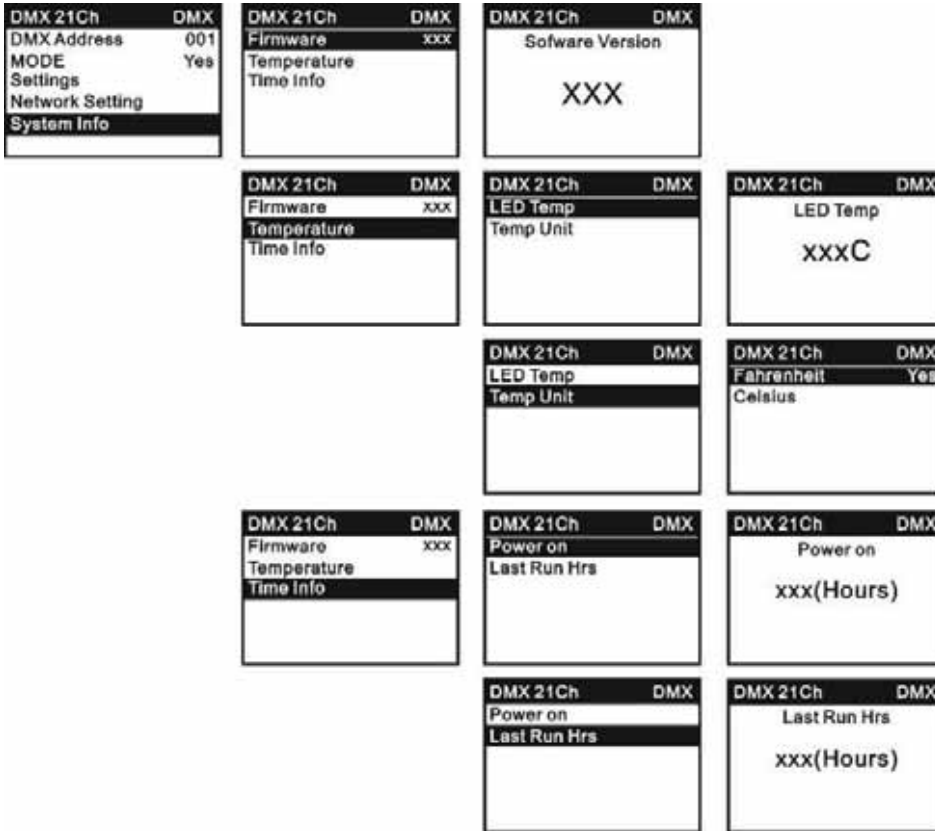 DMX 21Ch DMX
DMX Address 001
MODE Yes
Settings
Network Setting
System Info
DMX 21Ch DMX
Firmware xxx
Temperature
Time Info
DMX 21Ch DMX
Sofware Version
XXX
DMX 21Ch DMX
Firmware xxx
Temperature
Time Info
DMX 21Ch DMX
LED Temp
Temp Unit
DMX 21Ch DMX
LED Temp
xxxC
DMX 21Ch DMX
LED Temp
Temp Unit
DMX 21Ch DMX
Fahrenheit Yes
Celsius
DMX 21Ch DMX
Firmware xxx
Temperature
Time Info
DMX 21Ch DMX
Power on
Last Run Hrs
DMX 21Ch DMX
Power on
xxx(Hours)
DMX 21Ch DMX
Power on
Last Run Hrs
DMX 21Ch DMX
Last Run Hrs
xxx(Hours)